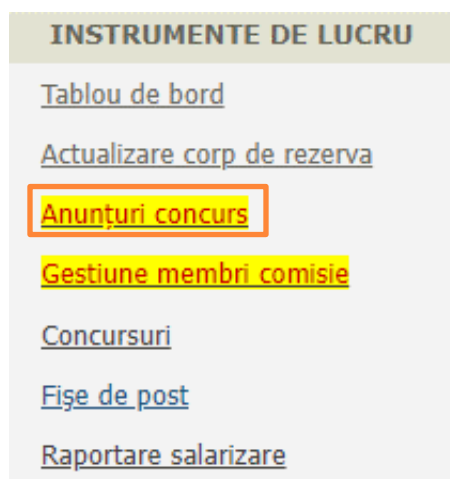 INSTRUMENTE DE LUCRU
Tablou de bord
Actualizare corp de rezerva
Anunțuri concurs
Gestiune membri comisie
Concursuri
Fişe de post
Raportare salarizare